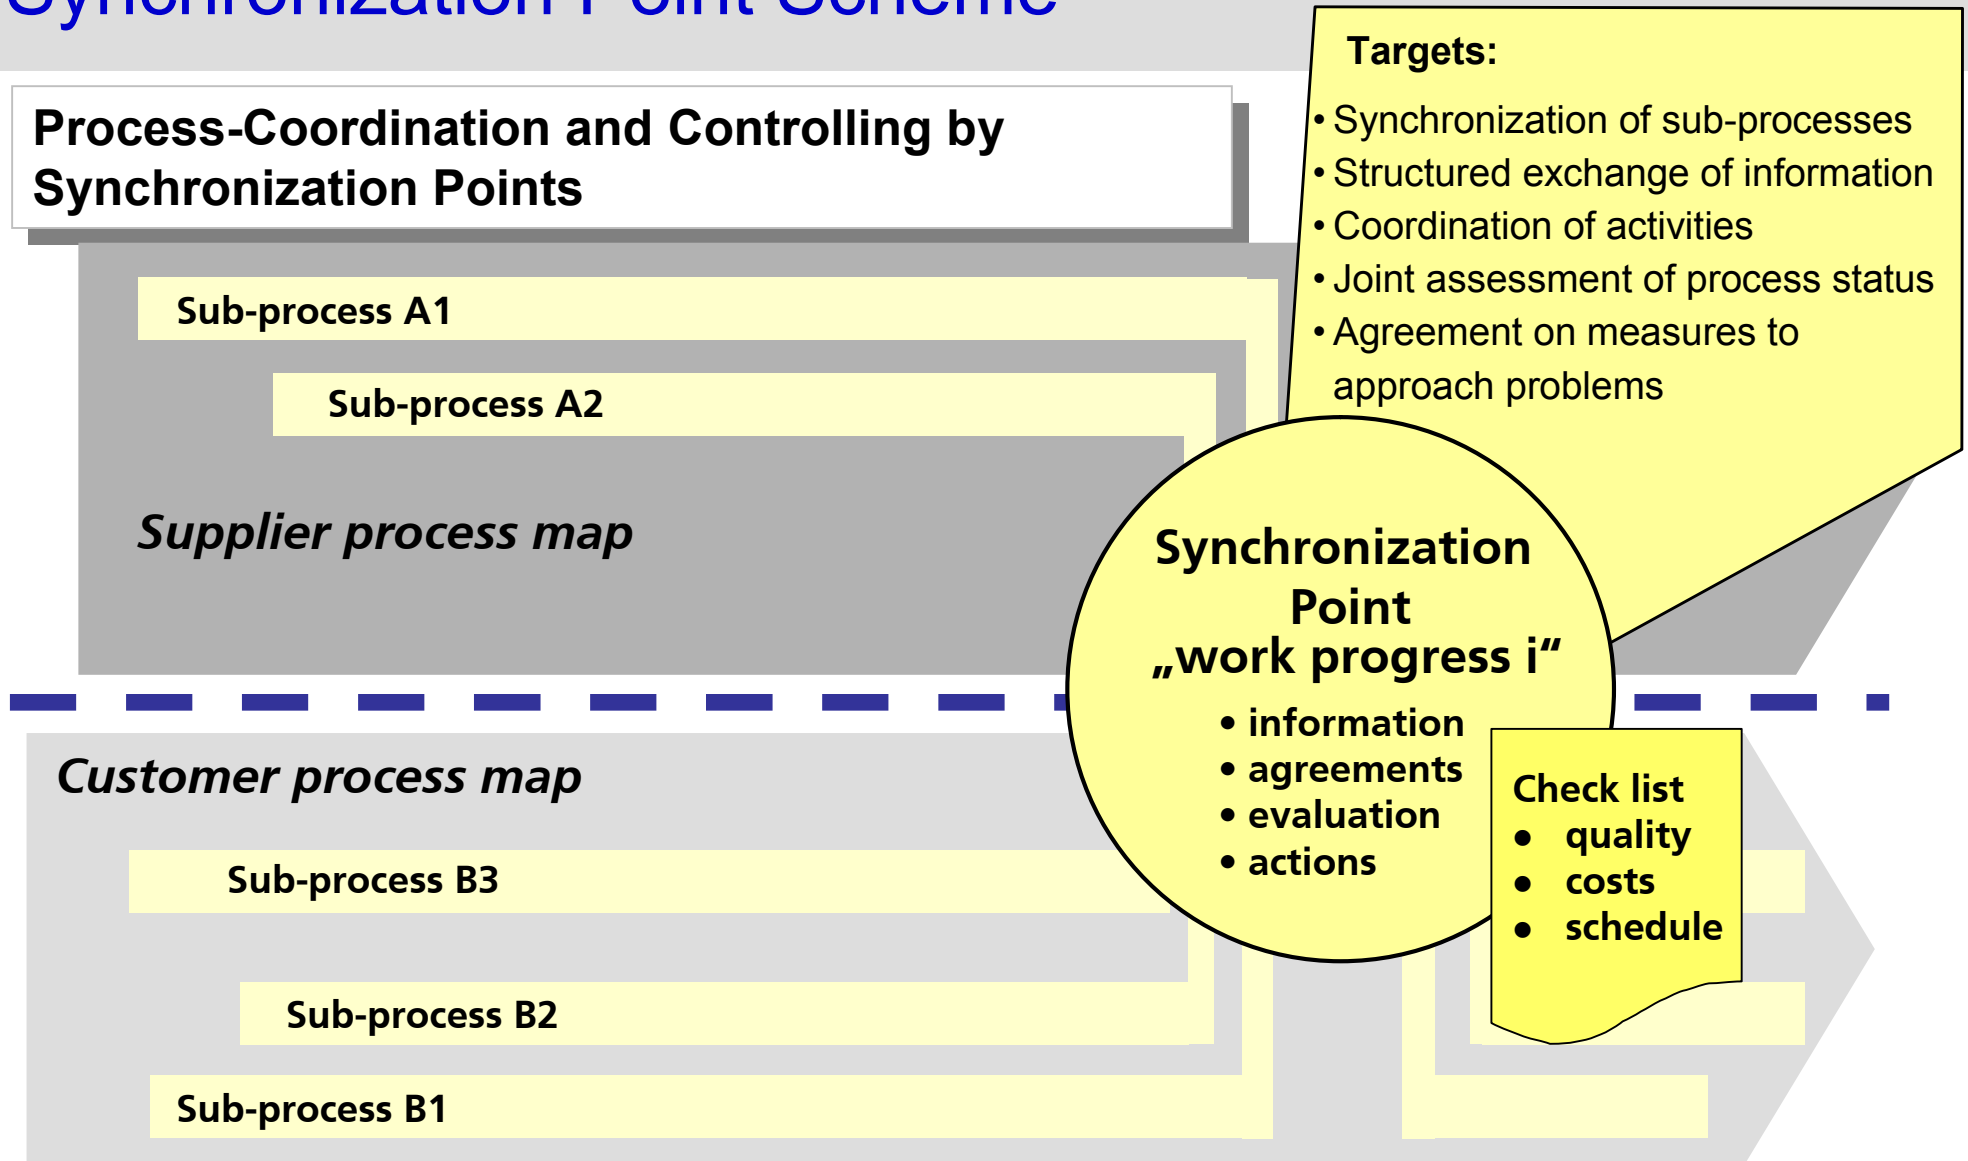 Synchronization Point Scheme
Process-Coordination and Controlling by
Synchronization Points
Targets:
• Synchronization of sub-processes
• Structured exchange of information
• Coordination of activities
• Joint assessment of process status
• Agreement on measures to
approach problems
Sub-process A1
Sub-process A2
Supplier process map
Synchronization
Point
„work progress i“
• information
• agreements
• evaluation
• actions
Check list
● quality
● costs
● schedule
Customer process map
Sub-process B3
Sub-process B2
Sub-process B1